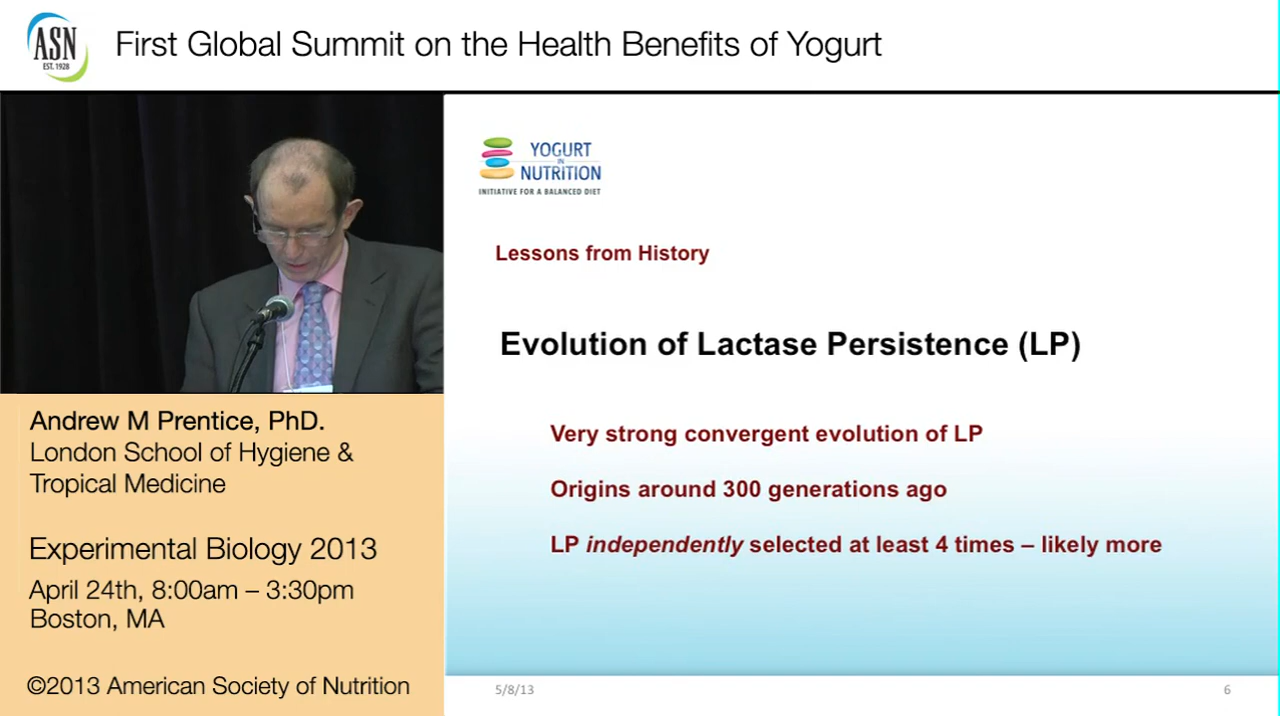 ASN
EST. 1928
First Global Summit on the Health Benefits of Yogurt
YOGURT
IN
NUTRITION
INITIATIVE FOR A BALANCED DIET
Lessons from History
Evolution of Lactase Persistence (LP)
Very strong convergent evolution of LP
Origins around 300 generations ago
LP independently selected at least 4 times – likely more
Andrew M Prentice, PhD.
London School of Hygiene &
Tropical Medicine
Experimental Biology 2013
April 24th, 8:00am – 3:30pm
Boston, MA
©2013 American Society of Nutrition
5/8/13
6